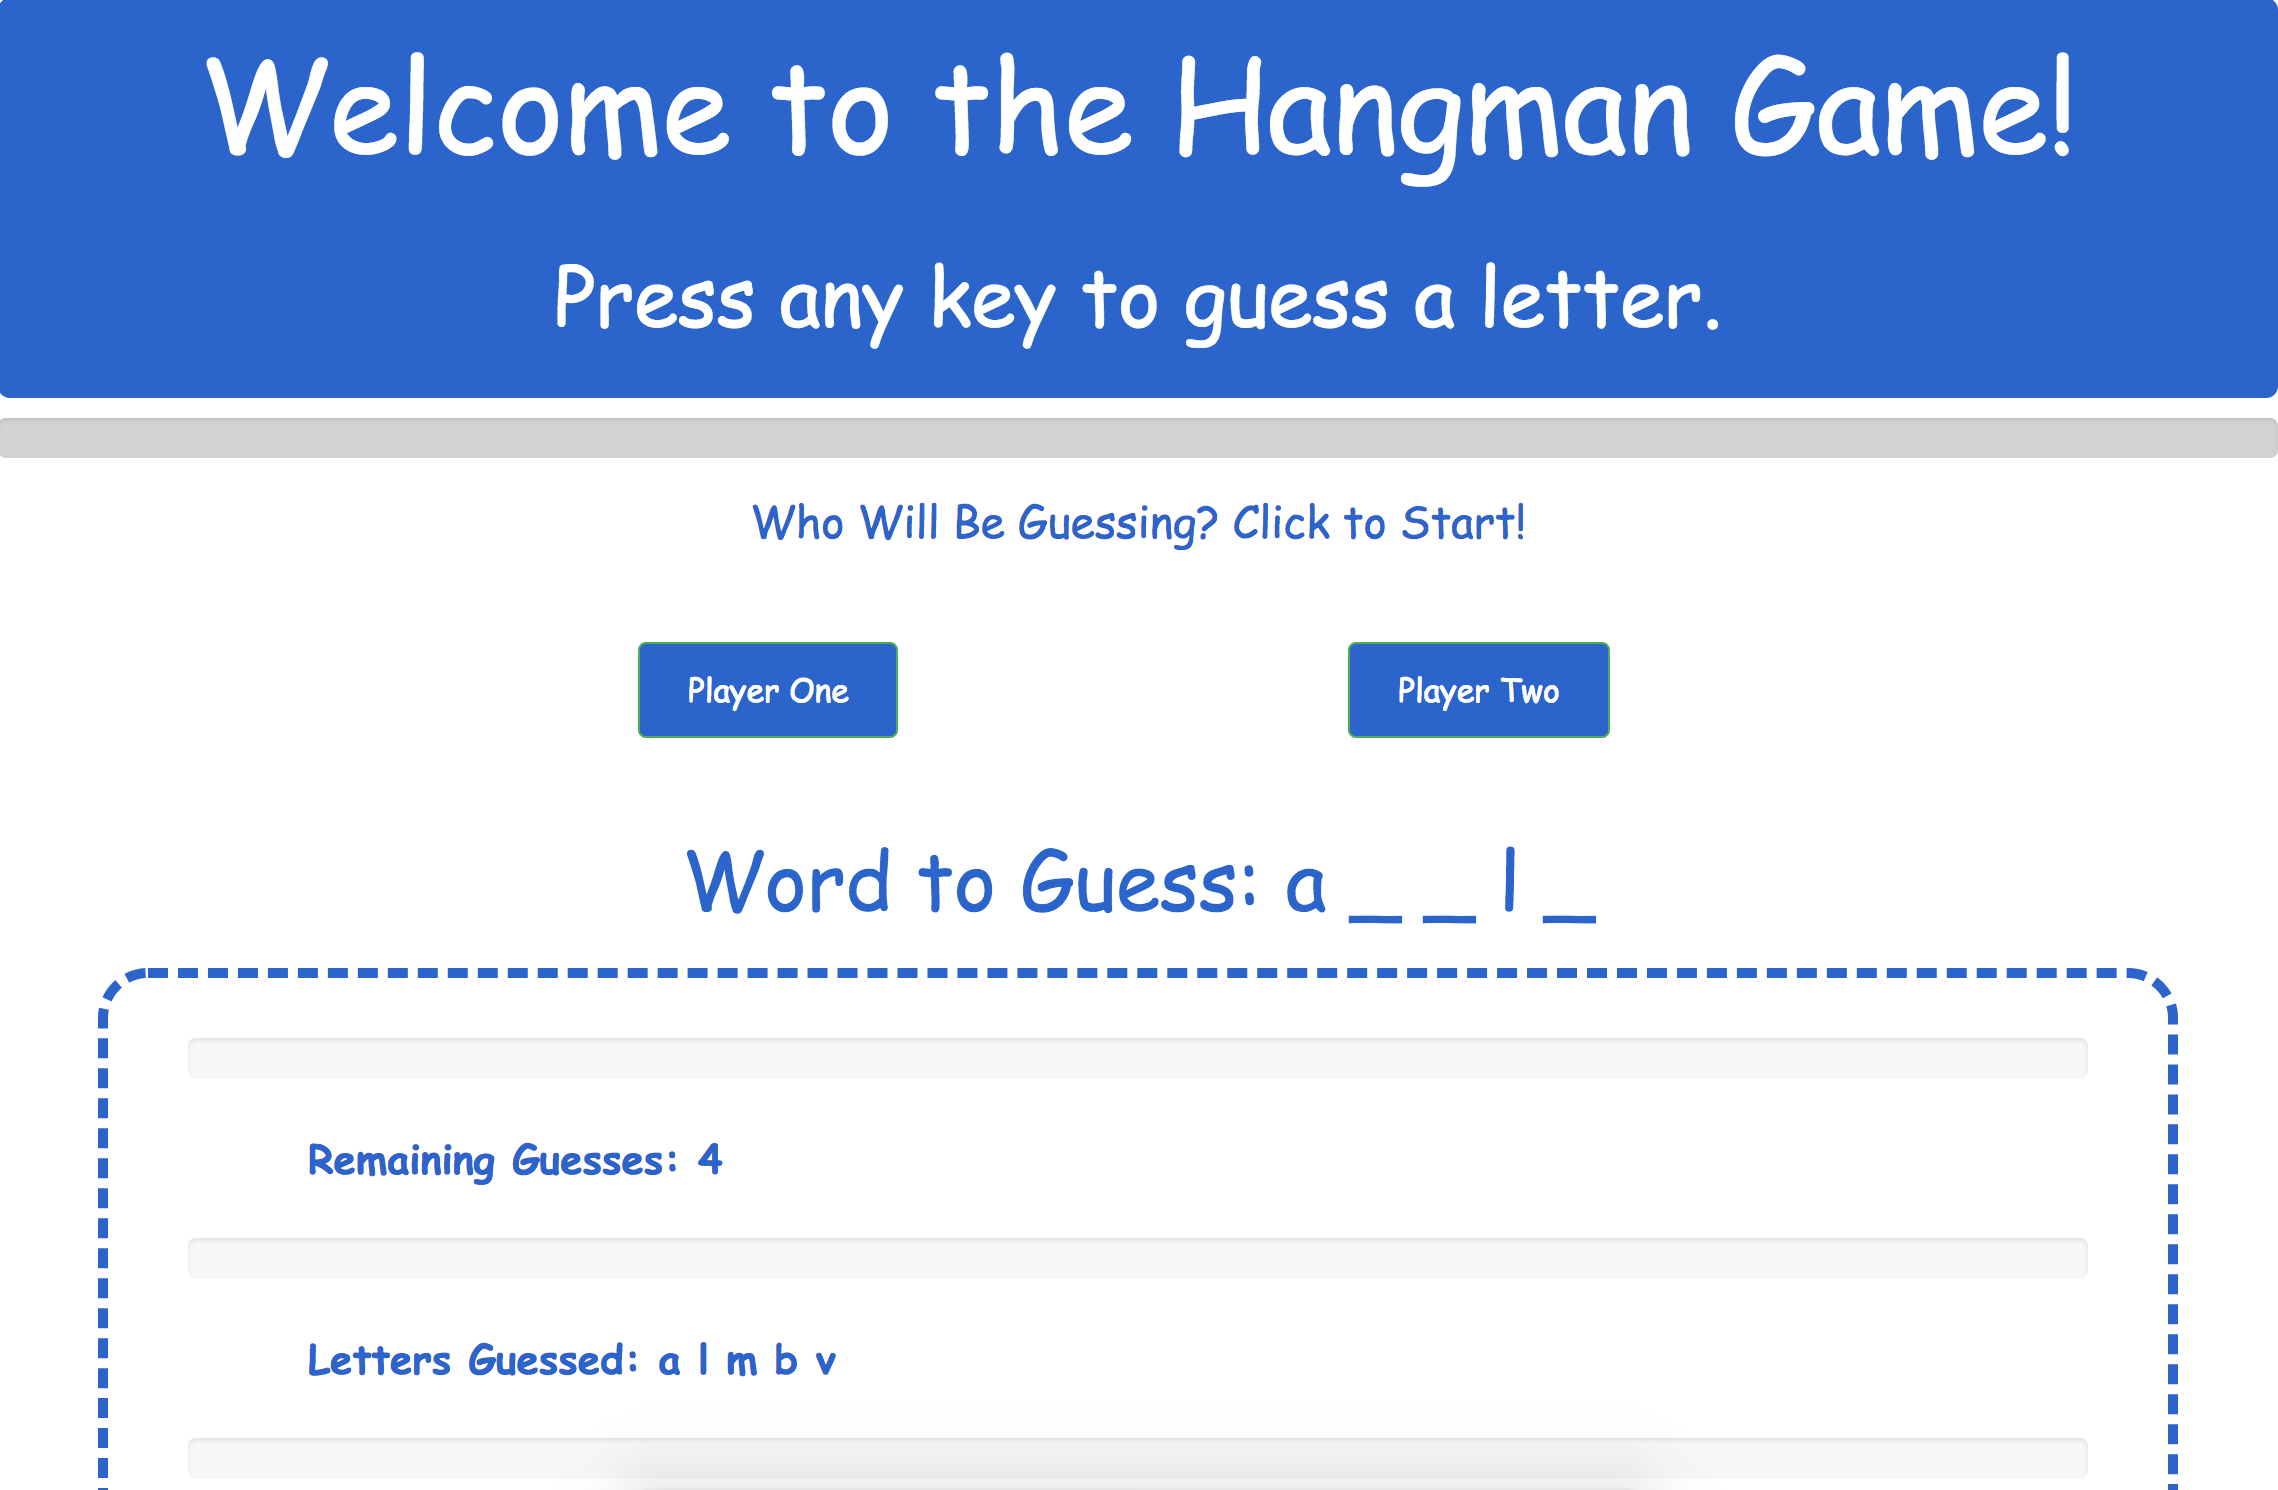 Welcome to the Hangman Game!
Press any key to guess a letter.
Who Will Be Guessing? Click to Start!
Player One
Player Two
Word to Guess: a _ _ l _
Remaining Guesses: 4
Letters Guessed: a l m b v